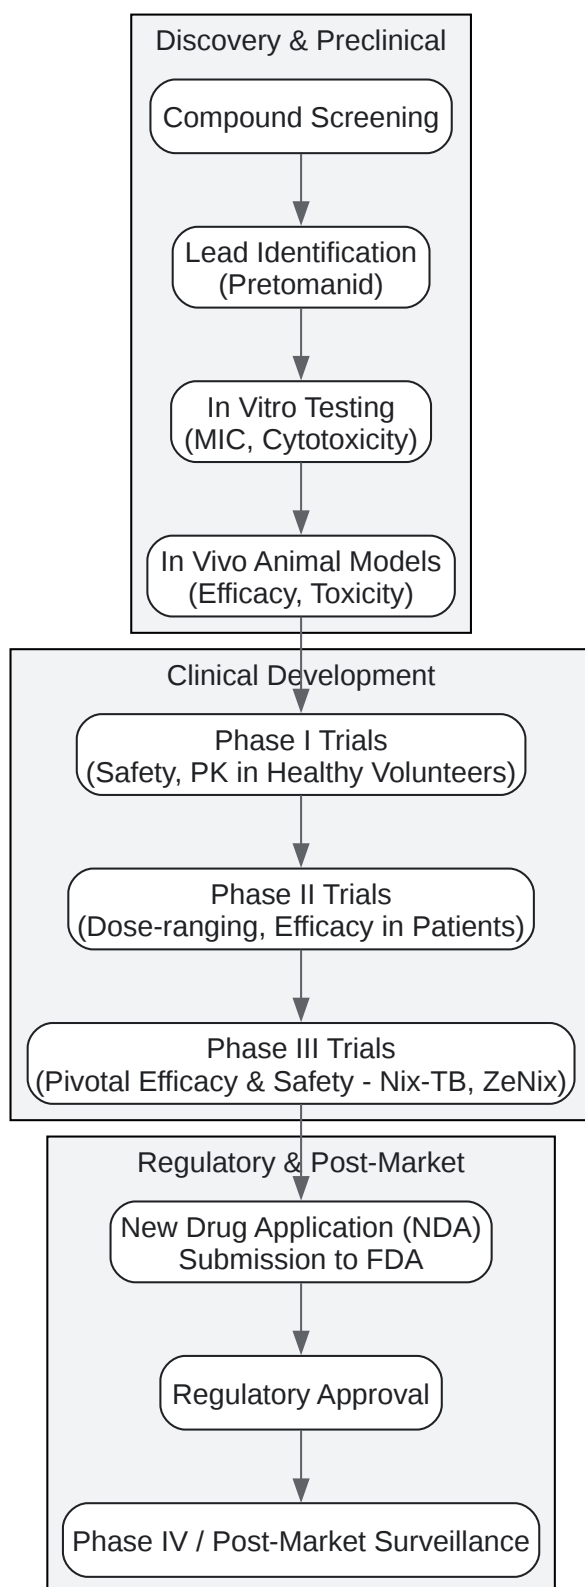 Discovery & Preclinical
Compound Screening
Lead Identification
(Pretomanid)
In Vitro Testing
(MIC, Cytotoxicity)
In Vivo Animal Models
(Efficacy, Toxicity)
Clinical Development
Phase I Trials
(Safety, PK in Healthy Volunteers)
Phase II Trials
(Dose-ranging, Efficacy in Patients)
Phase III Trials
(Pivotal Efficacy & Safety - Nix-TB, ZeNix)
Regulatory & Post-Market
New Drug Application (NDA)
Submission to FDA
Regulatory Approval
Phase IV / Post-Market Surveillance